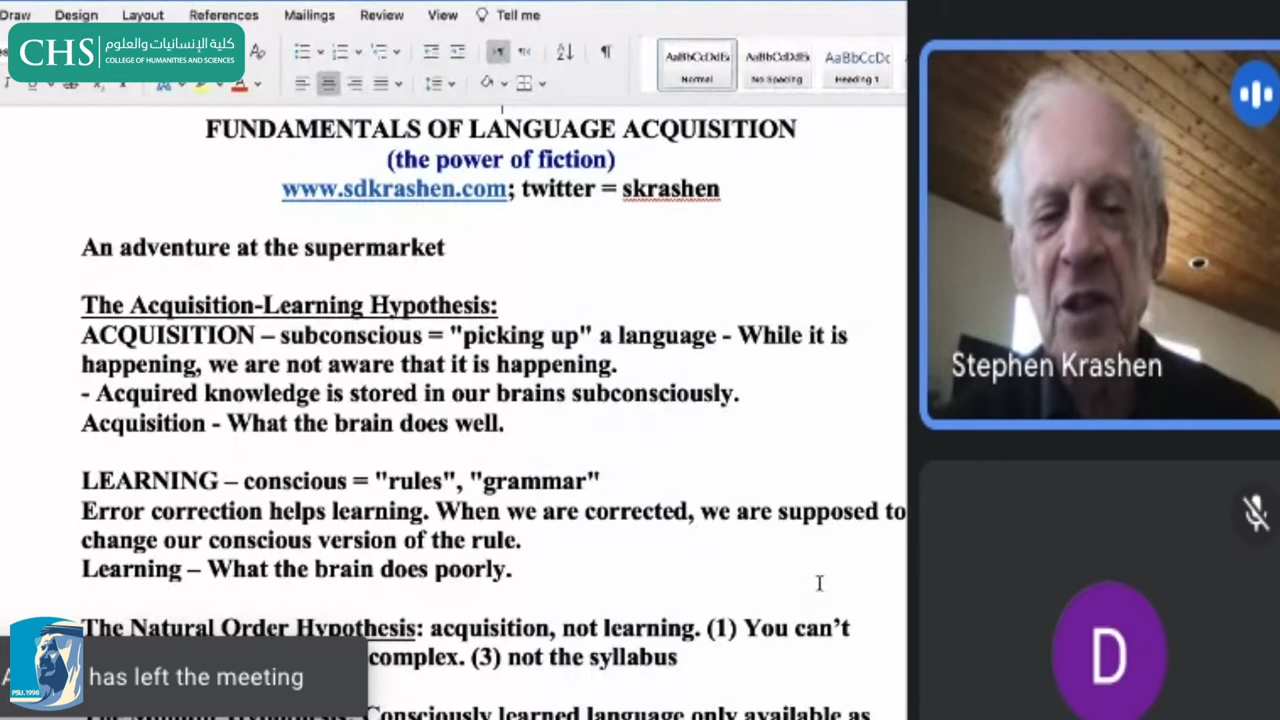 Draw Design Layout References Mailings Review View Tell me
CHS كلية الإنسانيات والعلوم
COLLEGE OF HUMANITIES AND SCIENCES
AaBbCcDdEe AaBbCcDdEe AaBbCcDc
Normal No Spacing Heading 1
FUNDAMENTALS OF LANGUAGE ACQUISITION
(the power of fiction)
www.sdkrashen.com; twitter = skrashen
An adventure at the supermarket
The Acquisition-Learning Hypothesis:
ACQUISITION – subconscious = "picking up" a language - While it is
happening, we are not aware that it is happening.
- Acquired knowledge is stored in our brains subconsciously.
Acquisition - What the brain does well.
LEARNING – conscious = "rules", "grammar"
Error correction helps learning. When we are corrected, we are supposed to
change our conscious version of the rule.
Learning – What the brain does poorly.
The Natural Order Hypothesis: acquisition, not learning. (1) You can’t
complex. (3) not the syllabus
Consciously learned language only available as
has left the meeting
PSU.1998
Stephen Krashen
D